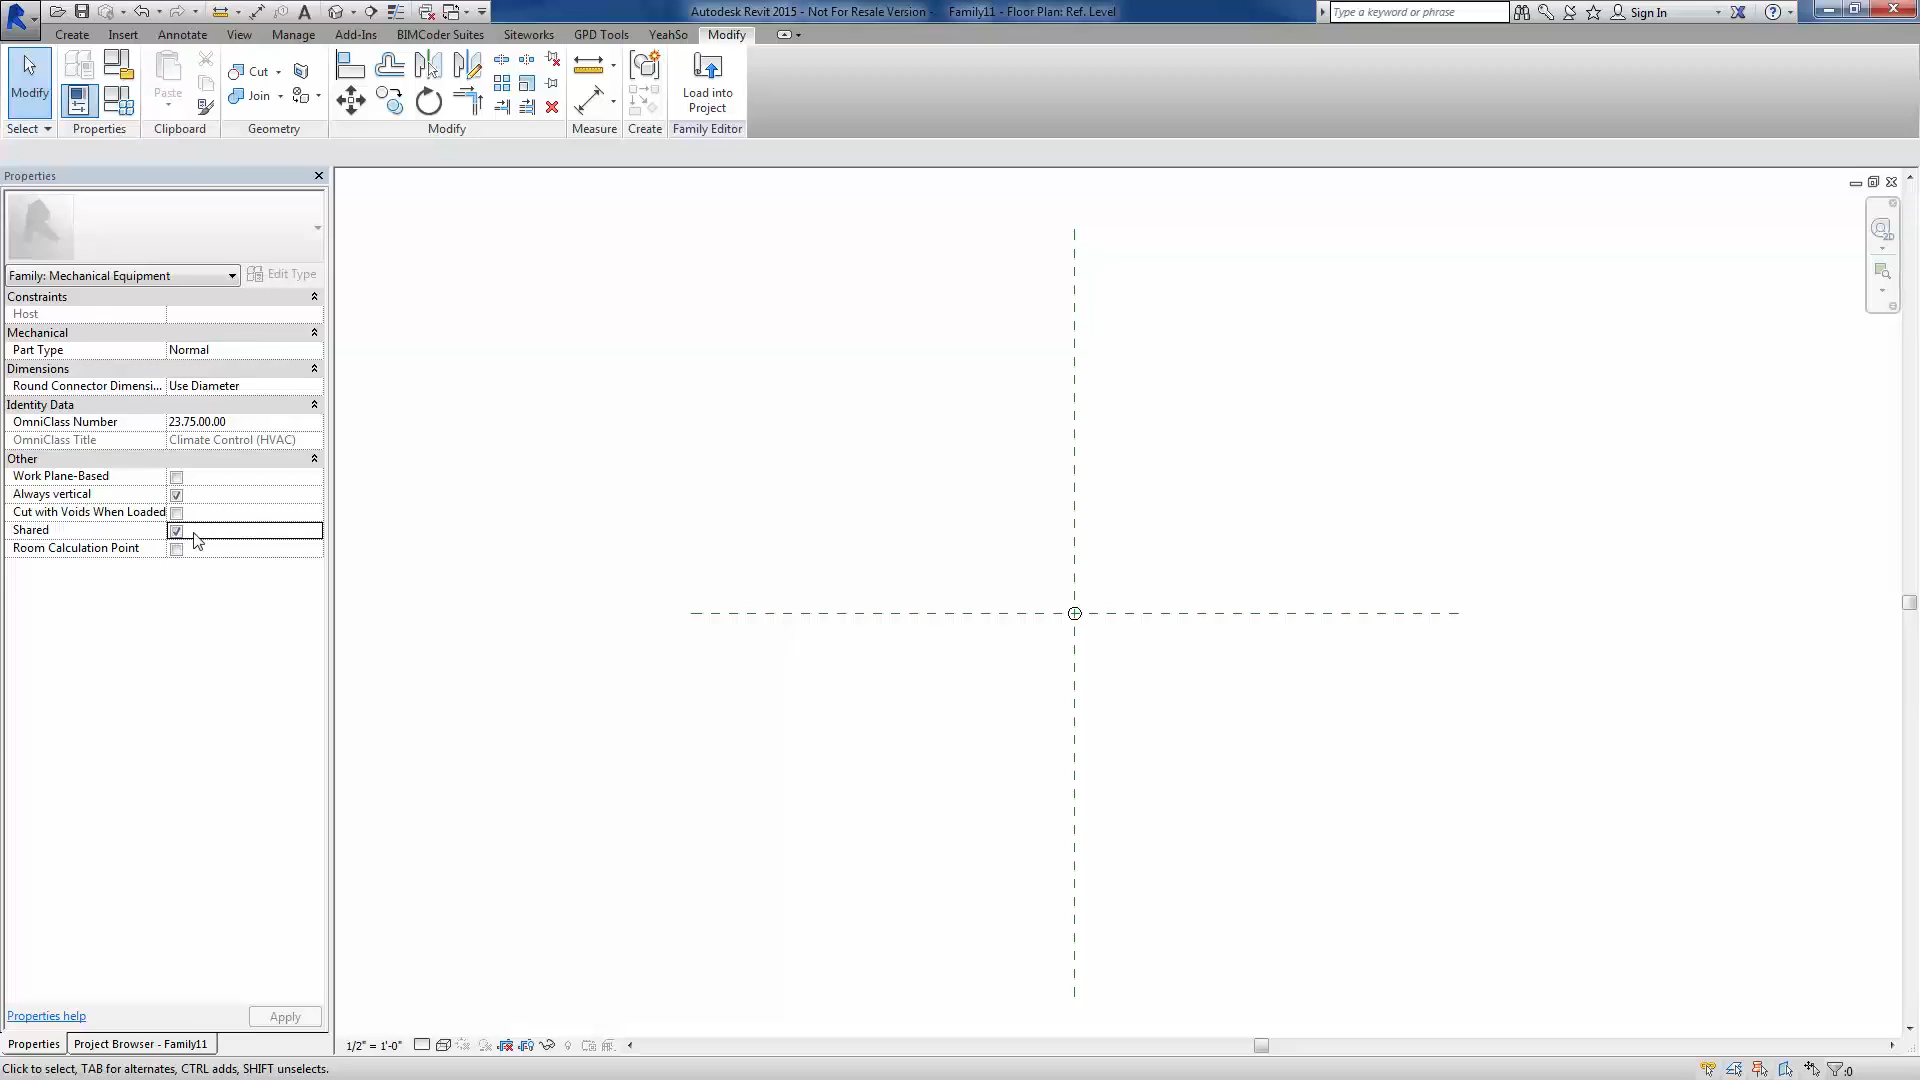 Autodesk Revit 2015 - Not For Resale Version - Family11 - Floor Plan: Ref. Level
Type a keyword or phrase
Sign In
Create Insert Annotate View Manage Add-Ins BIMCoder Suites Siteworks GPD Tools YeahSo Modify
Modify
Paste
Cut
Join
Load into
Project
Select Properties Clipboard Geometry Modify Measure Create Family Editor
Properties
Family: Mechanical Equipment Edit Type
Constraints
Host
Mechanical
Part Type Normal
Dimensions
Round Connector Dimensi... Use Diameter
Identity Data
OmniClass Number 23.75.00.00
OmniClass Title Climate Control (HVAC)
Other
Work Plane-Based
Always vertical
Cut with Voids When Loaded
Shared
Room Calculation Point
2D
Properties help Apply
Properties Project Browser - Family11
1/2" = 1'-0"
Click to select, TAB for alternates, CTRL adds, SHIFT unselects.
:0